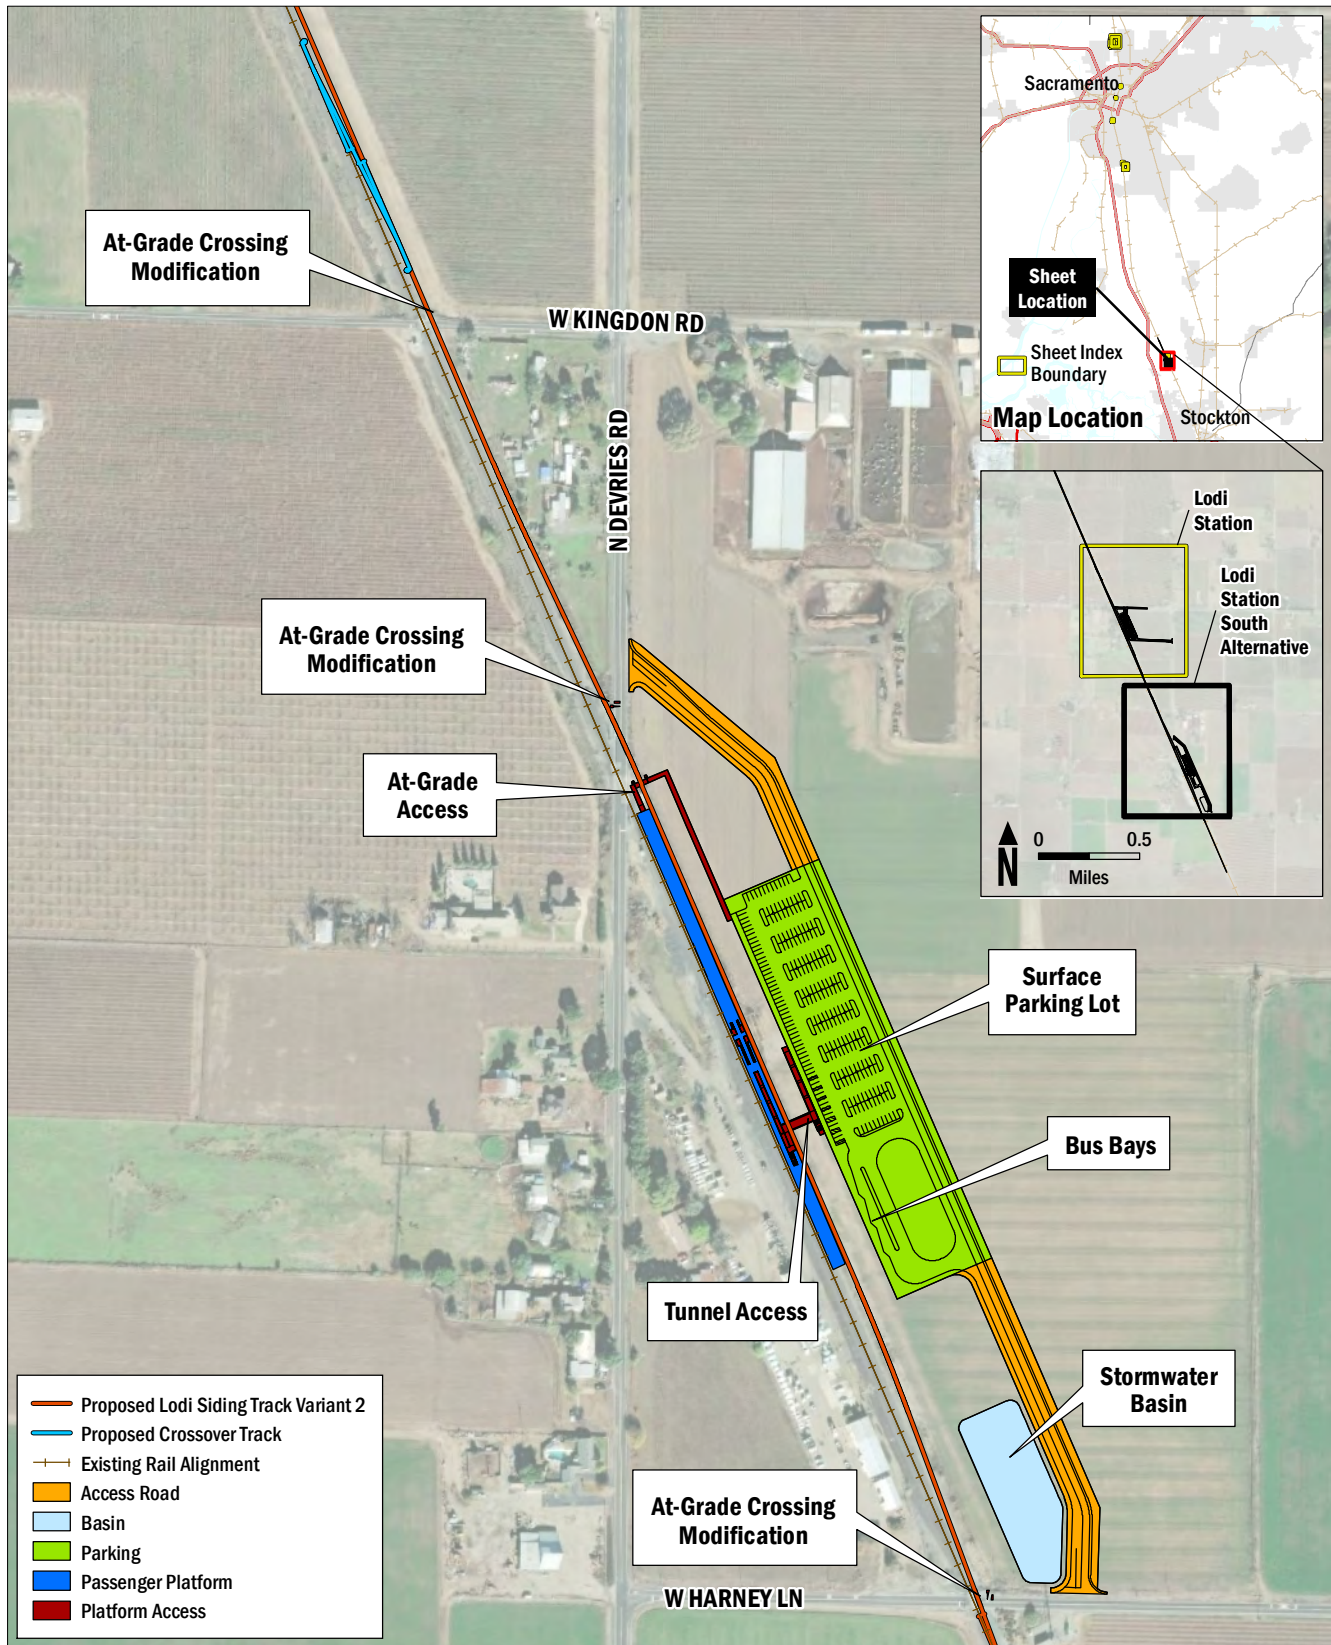 At-Grade Crossing
Modification
W KINGDON RD
N DEVRIES RD
At-Grade Crossing
Modification
At-Grade
Access
Surface
Parking Lot
Bus Bays
Tunnel Access
Stormwater
Basin
At-Grade Crossing
Modification
W HARNEY LN
Sacramento
Sheet
Location
Sheet Index
Boundary
Map Location
Stockton
Lodi
Station
Lodi
Station
South
Alternative
N
0 0.5
Miles
Proposed Lodi Siding Track Variant 2
Proposed Crossover Track
Existing Rail Alignment
Access Road
Basin
Parking
Passenger Platform
Platform Access